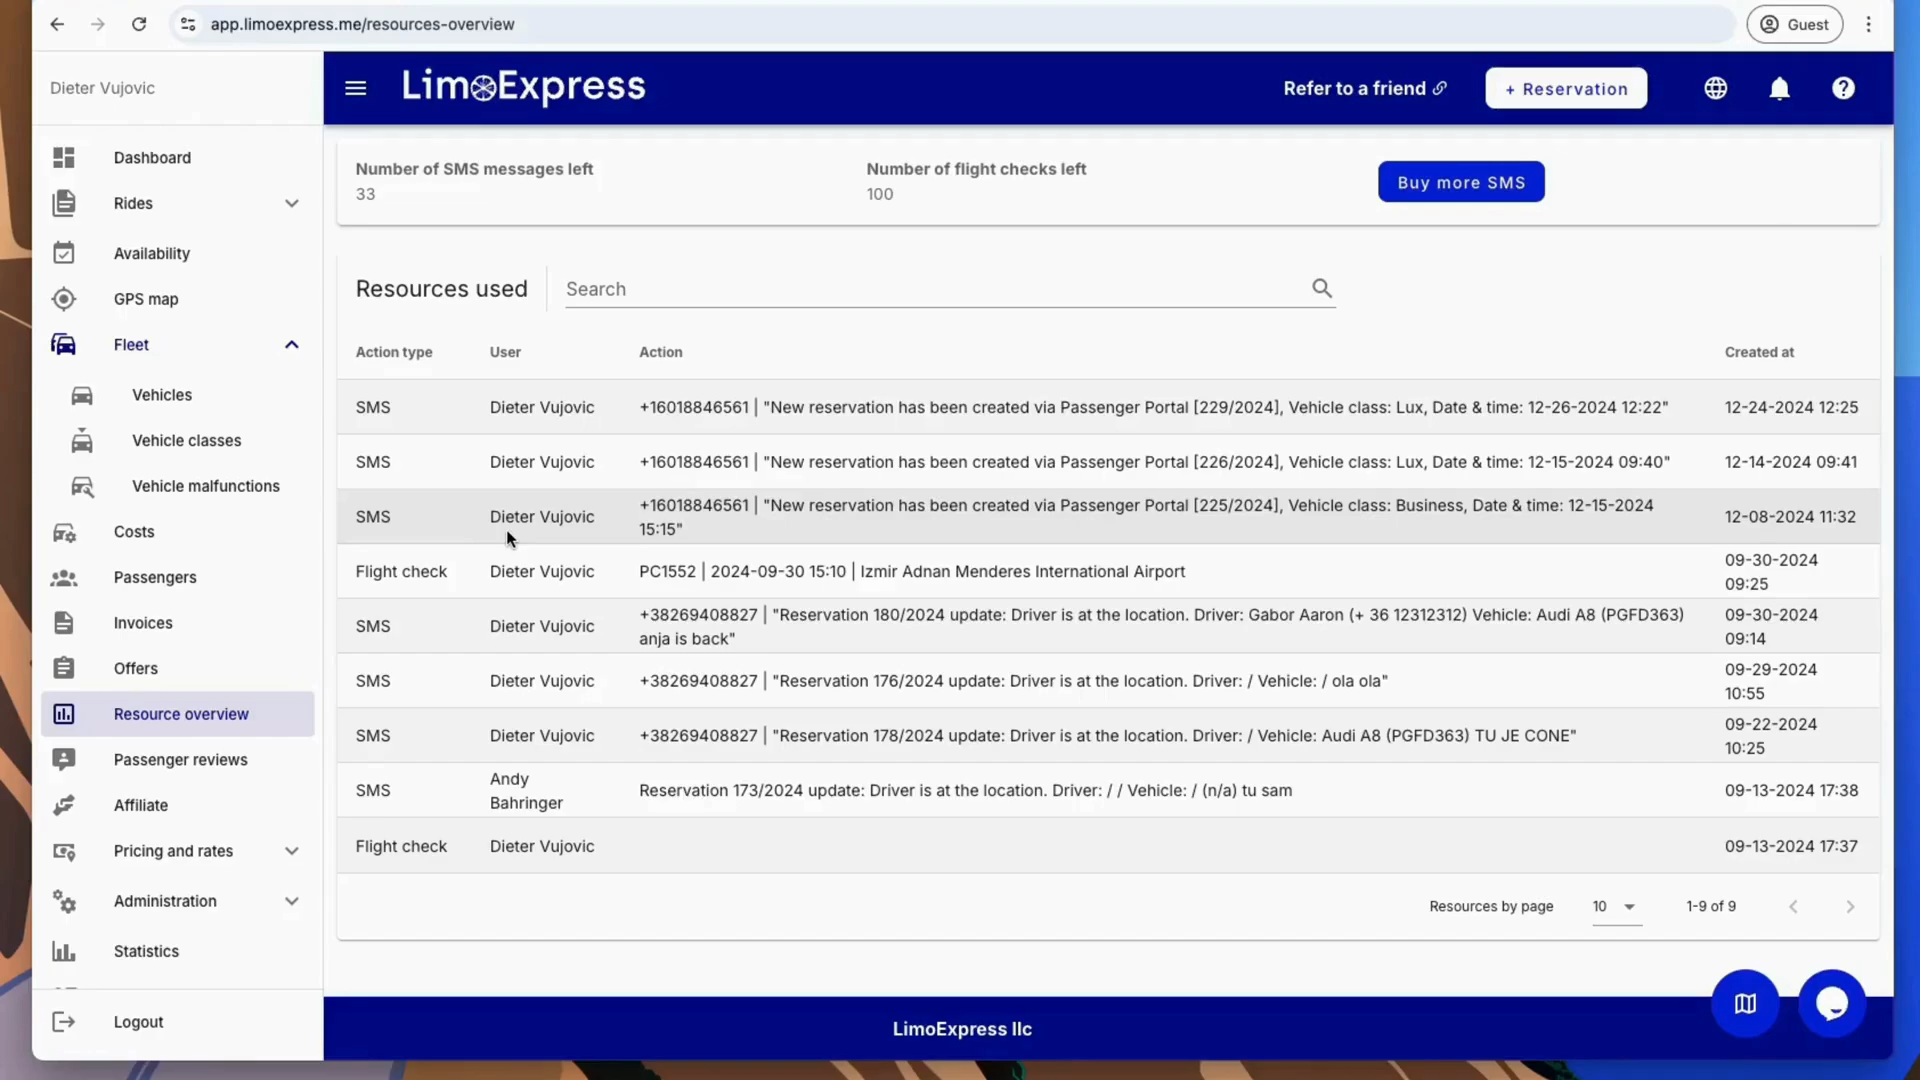 app.limoexpress.me/resources-overview
Guest
Dieter Vujovic
LimoExpress
Refer to a friend
+ Reservation
Dashboard
Rides
Availability
GPS map
Fleet
Vehicles
Vehicle classes
Vehicle malfunctions
Costs
Passengers
Invoices
Offers
Resource overview
Passenger reviews
Affiliate
Pricing and rates
Administration
Statistics
Logout
Number of SMS messages left
33
Number of flight checks left
100
Buy more SMS
Resources used
Search
Action type User Action Created at
SMS Dieter Vujovic +16018846561 | "New reservation has been created via Passenger Portal [229/2024], Vehicle class: Lux, Date & time: 12-26-2024 12:22" 12-24-2024 12:25
SMS Dieter Vujovic +16018846561 | "New reservation has been created via Passenger Portal [226/2024], Vehicle class: Lux, Date & time: 12-15-2024 09:40" 12-14-2024 09:41
SMS Dieter Vujovic +16018846561 | "New reservation has been created via Passenger Portal [225/2024], Vehicle class: Business, Date & time: 12-15-2024
15:15" 12-08-2024 11:32
Flight check Dieter Vujovic PC1552 | 2024-09-30 15:10 | Izmir Adnan Menderes International Airport 09-30-2024
09:25
SMS Dieter Vujovic +38269408827 | "Reservation 180/2024 update: Driver is at the location. Driver: Gabor Aaron (+ 36 12312312) Vehicle: Audi A8 (PGFD363) 09-30-2024
anja is back" 09:14
SMS Dieter Vujovic +38269408827 | "Reservation 176/2024 update: Driver is at the location. Driver: / Vehicle: / ola ola" 09-29-2024
10:55
SMS Dieter Vujovic +38269408827 | "Reservation 178/2024 update: Driver is at the location. Driver: / Vehicle: Audi A8 (PGFD363) TU JE CONE" 09-22-2024
10:25
SMS Andy
Bahringer Reservation 173/2024 update: Driver is at the location. Driver: / / Vehicle: / (n/a) tu sam 09-13-2024 17:38
Flight check Dieter Vujovic 09-13-2024 17:37
Resources by page 10 1-9 of 9
LimoExpress llc